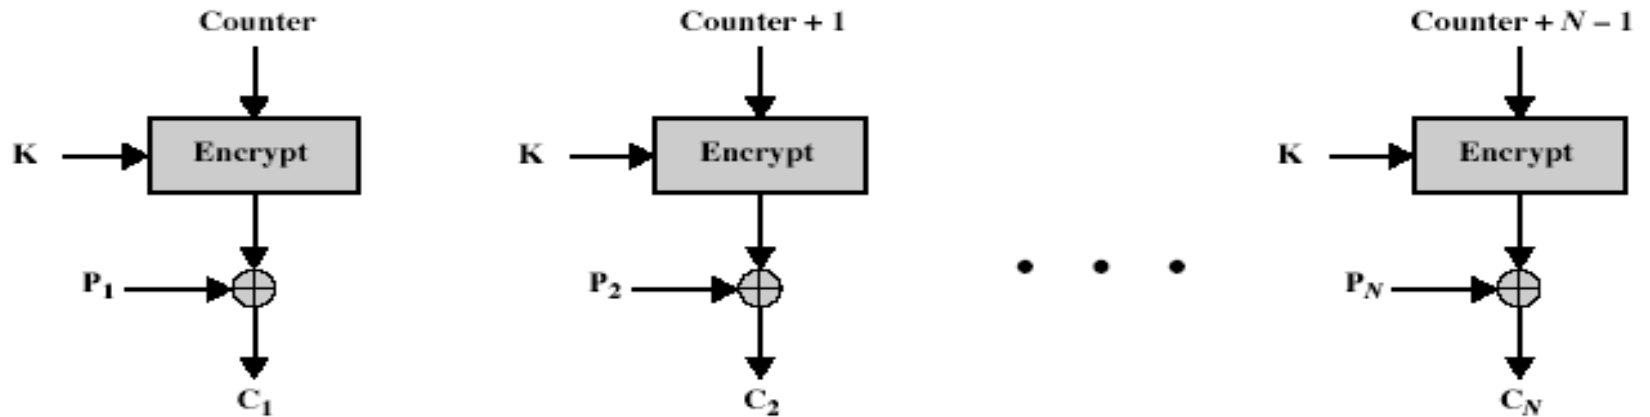 Counter Counter + 1 Counter + N – 1
K Encrypt K Encrypt K Encrypt
P1 P2 PN
C1 C2 CN